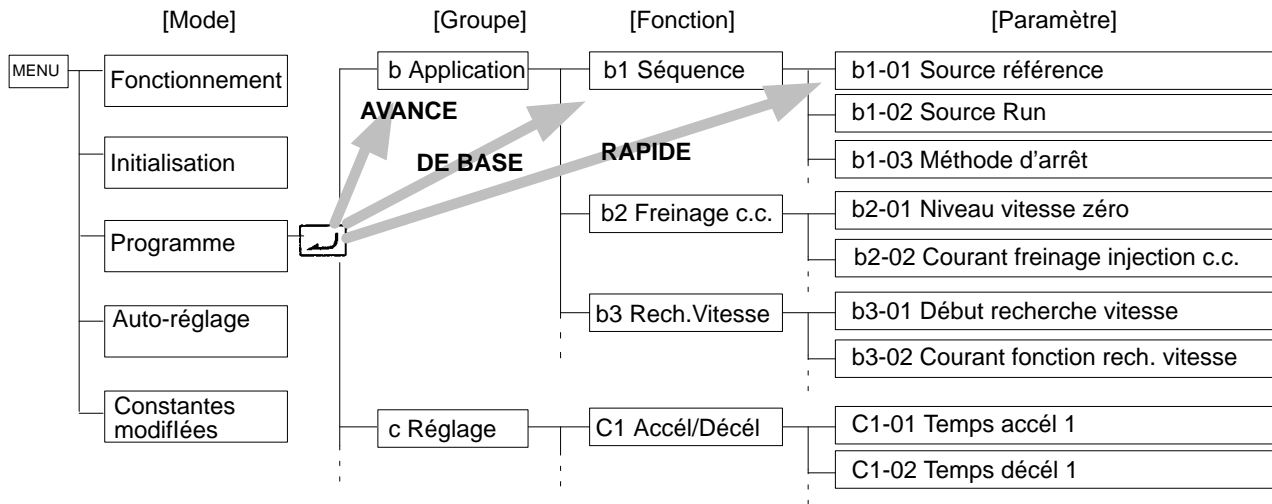 [Mode] [Groupe] [Fonction] [Paramètre]
MENU
Fonctionnement
b Application
b1 Séquence
b1-01 Source référence
AVANCE
b1-02 Source Run
Initialisation
DE BASE
RAPIDE
b1-03 Méthode d'arrêt
Programme
b2 Freinage c.c.
b2-01 Niveau vitesse zéro
b2-02 Courant freinage injection c.c.
Auto-réglage
b3 Rech.Vitesse
b3-01 Début recherche vitesse
b3-02 Courant fonction rech. vitesse
Constantes
modifIées
c Réglage
C1 Accél/Décél
C1-01 Temps accél 1
C1-02 Temps décél 1